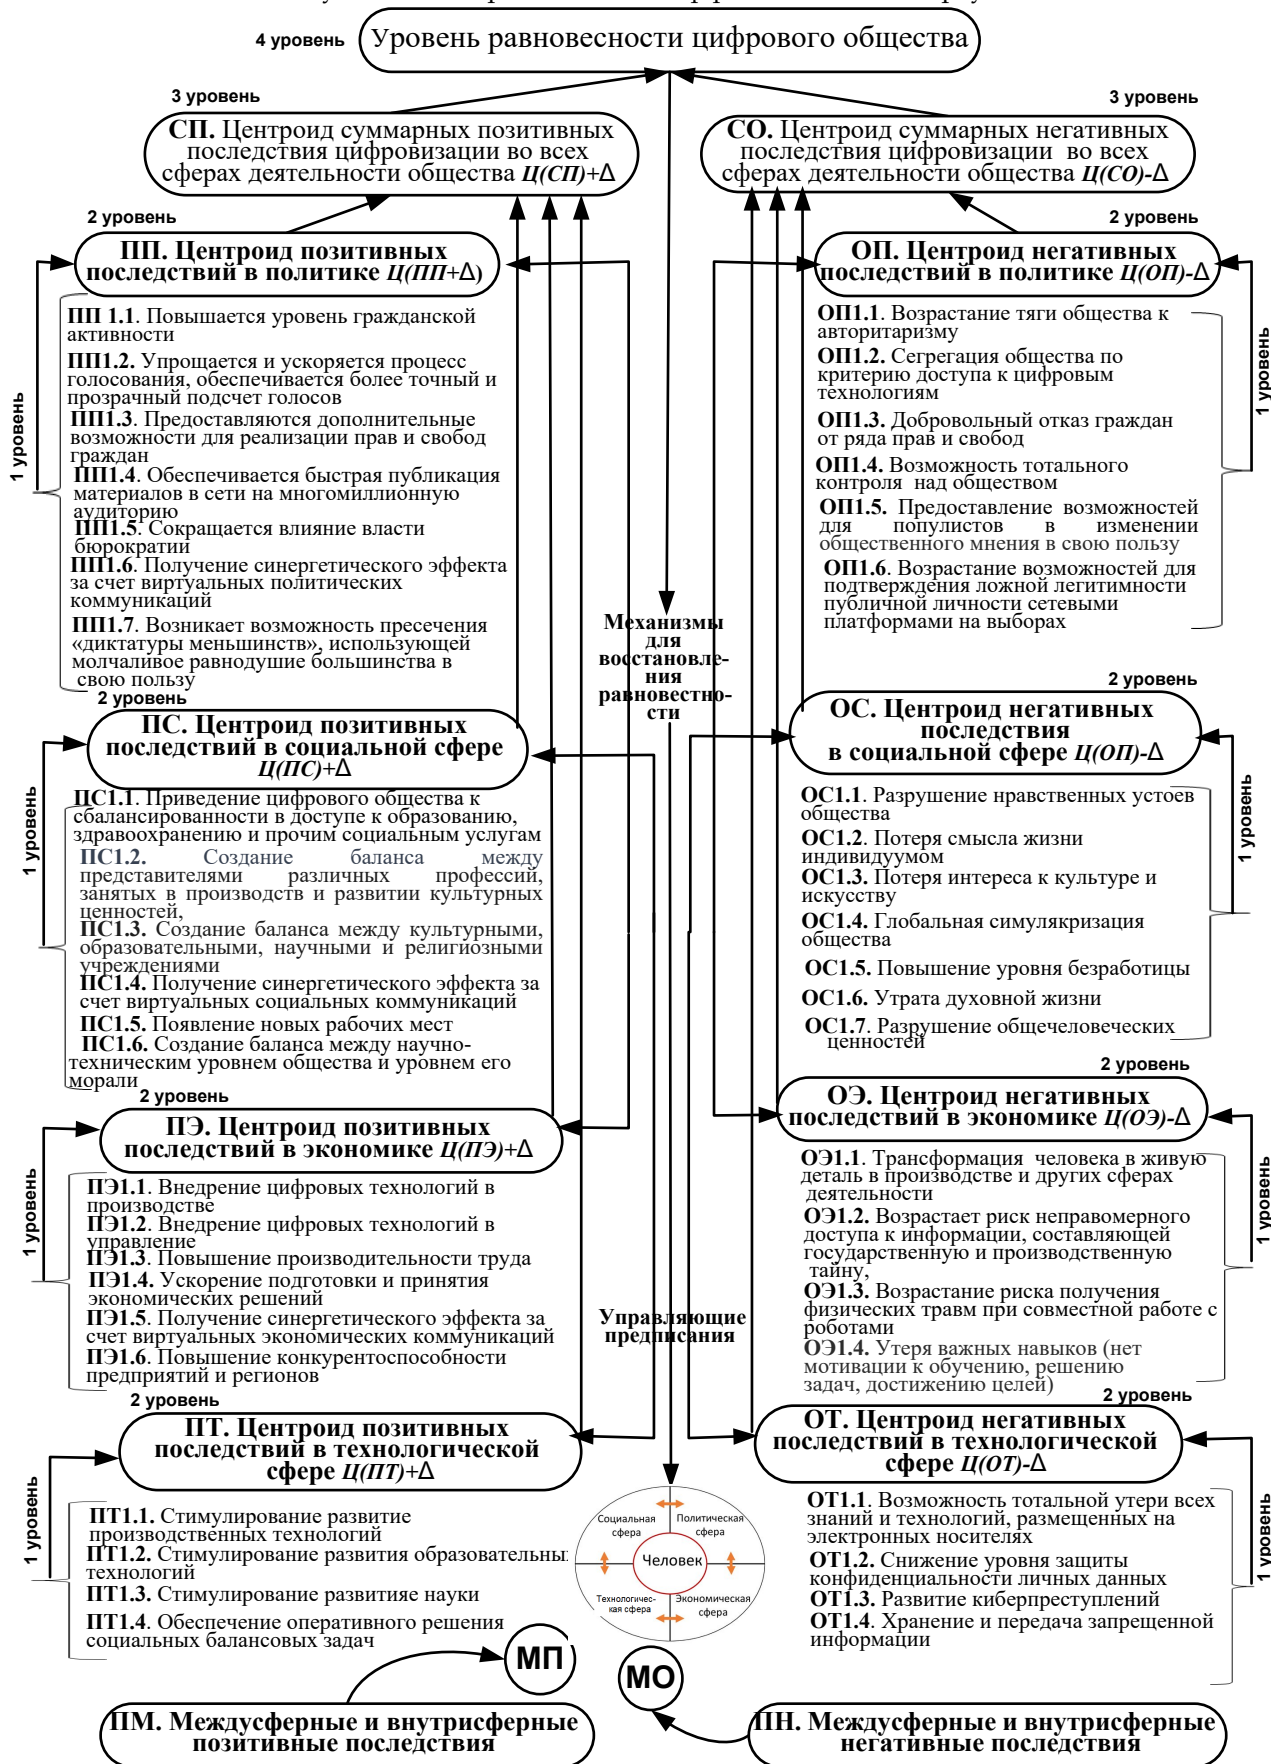 4 уровень
Уровень равновесности цифрового общества
3 уровень
СП. Центроид суммарных позитивных
последствия цифровизации во всех
сферах деятельности общества Ц(СП)+Δ
3 уровень
СО. Центроид суммарных негативных
последствия цифровизации во всех
сферах деятельности общества Ц(СО)-Δ
2 уровень
ПП. Центроид позитивных
последствий в политике Ц(ПП+Δ)
1 уровень
ПП 1.1. Повышается уровень гражданской
активности
ПП1.2. Упрощается и ускоряется процесс
голосования, обеспечивается более точный и
прозрачный подсчет голосов
ПП1.3. Предоставляются дополнительные
возможности для реализации прав и свобод
граждан
ПП1.4. Обеспечивается быстрая публикация
материалов в сети на многомиллионную
аудиторию
ПП1.5. Сокращается влияние власти
бюрократии
ПП1.6. Получение синергетического эффекта
за счет виртуальных политических
коммуникаций
ПП1.7. Возникает возможность пресечения
«диктатуры меньшинств», использующей
молчаливое равнодушие большинства в
свою пользу
2 уровень
ОП. Центроид негативных
последствий в политике Ц(ОП)-Δ
1 уровень
ОП1.1. Возрастание тяги общества к
авторитаризму
ОП1.2. Сегрегация общества по
критерию доступа к цифровым
технологиям
ОП1.3. Добровольный отказ граждан
от ряда прав и свобод
ОП1.4. Возможность тотального
контроля над обществом
ОП1.5. Предоставление возможностей
для популистов в изменении
общественного мнения в свою пользу
ОП1.6. Возрастание возможностей для
подтверждения ложной легитимности
публичной личности сетевыми
платформами на выборах
Механизмы
для
восстановле-
ния
равновестно-
сти
2 уровень
ПС. Центроид позитивных
последствий в социальной сфере
Ц(ПС)+Δ
1 уровень
ПС1.1. Приведение цифрового общества к
сбалансированности в доступе к образованию,
здравоохранению и прочим социальным услугам
ПС1.2. Создание баланса между
представителями различных профессий,
занятых в производств и развитии культурных
ценностей,
ПС1.3. Создание баланса между культурными,
образовательными, научными и религиозными
учреждениями
ПС1.4. Получение синергетического эффекта за
счет виртуальных социальных коммуникаций
ПС1.5. Появление новых рабочих мест
ПС1.6. Создание баланса между научно-
техническим уровнем общества и уровнем его
морали
2 уровень
ОС. Центроид негативных
последствия
в социальной сфере Ц(ОП)-Δ
1 уровень
ОС1.1. Разрушение нравственных устоев
общества
ОС1.2. Потеря смысла жизни
индивидуумом
ОС1.3. Потеря интереса к культуре и
искусству
ОС1.4. Глобальная симулякризация
общества
ОС1.5. Повышение уровня безработицы
ОС1.6. Утрата духовной жизни
ОС1.7. Разрушение общечеловеческих
ценностей
2 уровень
ПЭ. Центроид позитивных
последствий в экономике Ц(ПЭ)+Δ
1 уровень
ПЭ1.1. Внедрение цифровых технологий в
производстве
ПЭ1.2. Внедрение цифровых технологий в
управление
ПЭ1.3. Повышение производительности труда
ПЭ1.4. Ускорение подготовки и принятия
экономических решений
ПЭ1.5. Получение синергетического эффекта за
счет виртуальных экономических коммуникаций
ПЭ1.6. Повышение конкурентоспособности
предприятий и регионов
2 уровень
ОЭ. Центроид негативных
последствий в экономике Ц(ОЭ)-Δ
1 уровень
ОЭ1.1. Трансформация человека в живую
деталь в производстве и других сферах
деятельности
ОЭ1.2. Возрастает риск неправомерного
доступа к информации, составляющей
государственную и производственную
тайну,
ОЭ1.3. Возрастание риска получения
физических травм при совместной работе с
роботами
ОЭ1.4. Утеря важных навыков (нет
мотивации к обучению, решению
задач, достижению целей)
Управляющие
предписания
2 уровень
ПТ. Центроид позитивных
последствий в технологической
сфере Ц(ПТ)+Δ
1 уровень
ПТ1.1. Стимулирование развитие
производственных технологий
ПТ1.2. Стимулирование развития образовательны
технологий
ПТ1.3. Стимулирование развитияе науки
ПТ1.4. Обеспечение оперативного решения
социальных балансовых задач
2 уровень
ОТ. Центроид негативных
последствий в технологической
сфере Ц(ОТ)-Δ
1 уровень
ОТ1.1. Возможность тотальной утери всех
знаний и технологий, размещенных на
электронных носителях
ОТ1.2. Снижение уровня защиты
конфиденциальности личных данных
ОТ1.3. Развитие киберпреступлений
ОТ1.4. Хранение и передача запрещенной
информации
Социальная
сфера
Политическая
сфера
Человек
Технологичес-
кая сфера
Экономическая
сфера
МП
МО
ПМ. Междусферные и внутрисферные
позитивные последствия
ПН. Междусферные и внутрисферные
негативные последствия